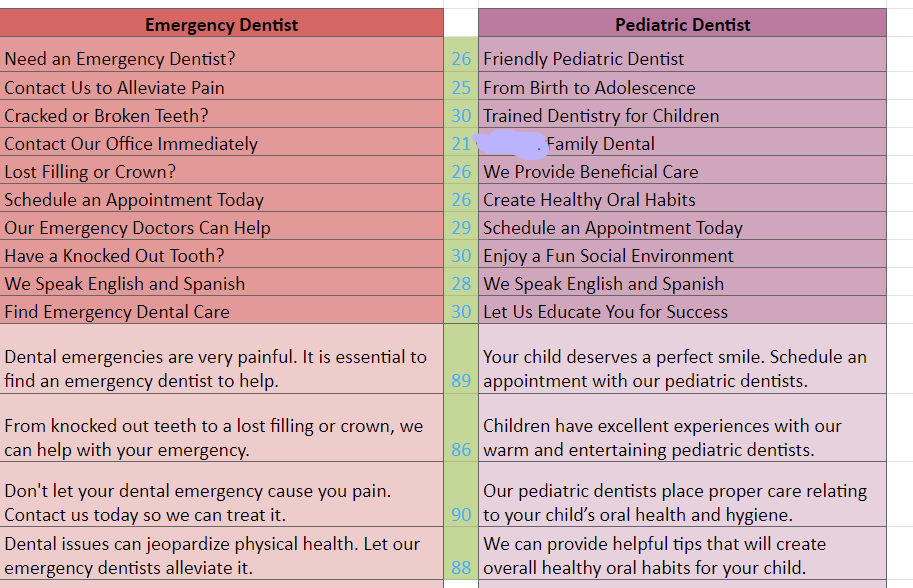 Emergency Dentist Pediatric Dentist
Need an Emergency Dentist? 26 Friendly Pediatric Dentist
Contact Us to Alleviate Pain 25 From Birth to Adolescence
Cracked or Broken Teeth? 30 Trained Dentistry for Children
Contact Our Office Immediately 21 Family Dental
Lost Filling or Crown? 26 We Provide Beneficial Care
Schedule an Appointment Today 26 Create Healthy Oral Habits
Our Emergency Doctors Can Help 29 Schedule an Appointment Today
Have a Knocked Out Tooth? 30 Enjoy a Fun Social Environment
We Speak English and Spanish 28 We Speak English and Spanish
Find Emergency Dental Care 30 Let Us Educate You for Success
Dental emergencies are very painful. It is essential to Your child deserves a perfect smile. Schedule an
find an emergency dentist to help. 89 appointment with our pediatric dentists.
From knocked out teeth to a lost filling or crown, we Children have excellent experiences with our
can help with your emergency. 86 warm and entertaining pediatric dentists.
Don't let your dental emergency cause you pain. Our pediatric dentists place proper care relating
Contact us today so we can treat it. 90 to your child’s oral health and hygiene.
Dental issues can jeopardize physical health. Let our We can provide helpful tips that will create
emergency dentists alleviate it. 88 overall healthy oral habits for your child.